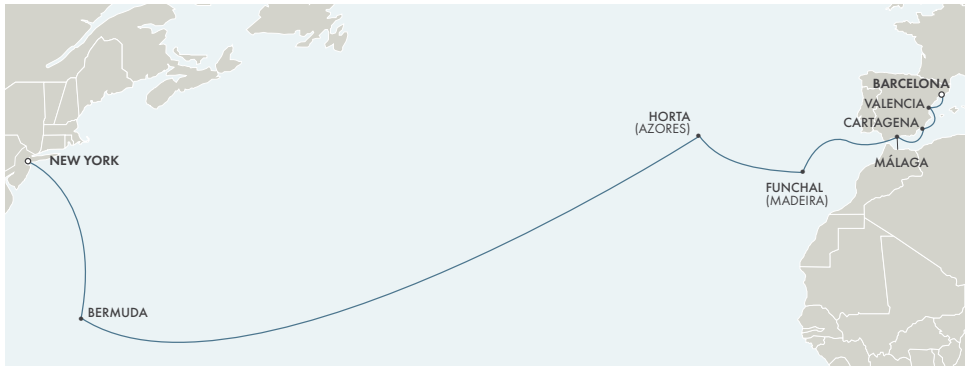 BARCELONA
VALENCIA
HORTA
(AZORES)
CARTAGENA
NEW YORK
MÁLAGA
FUNCHAL
(MADEIRA)
BERMUDA